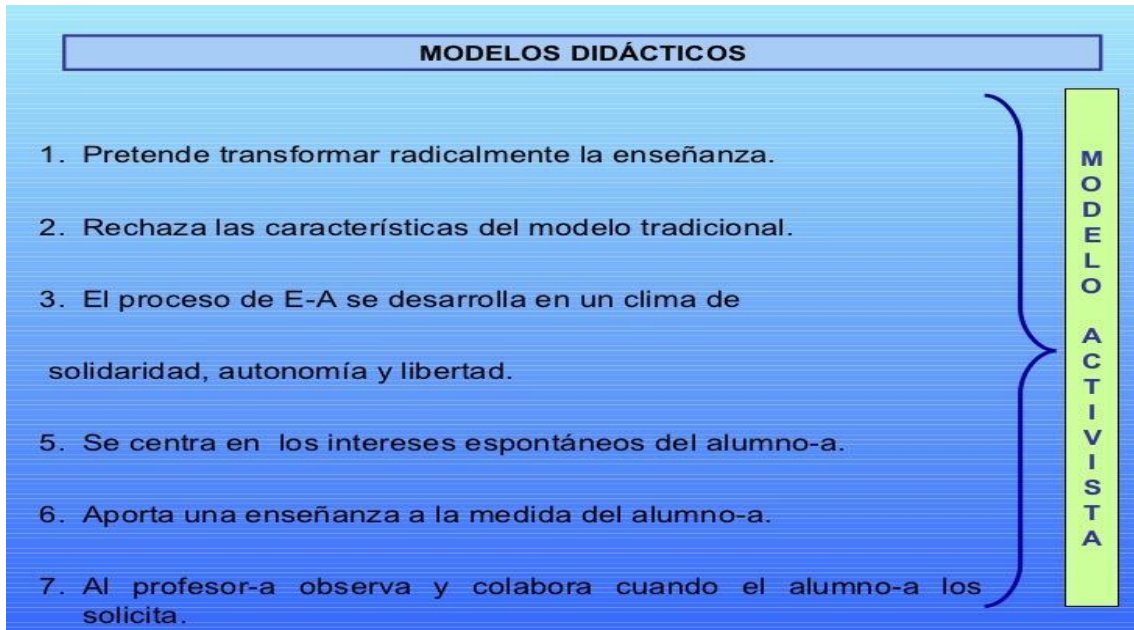 MODELOS DIDÁCTICOS
1. Pretende transformar radicalmente la enseñanza.
2. Rechaza las características del modelo tradicional.
3. El proceso de E-A se desarrolla en un clima de
solidaridad, autonomía y libertad.
5. Se centra en los intereses espontáneos del alumno-a.
6. Aporta una enseñanza a la medida del alumno-a.
7. Al profesor-a observa y colabora cuando el alumno-a los
solicita.
MODELO ACTIVISTA